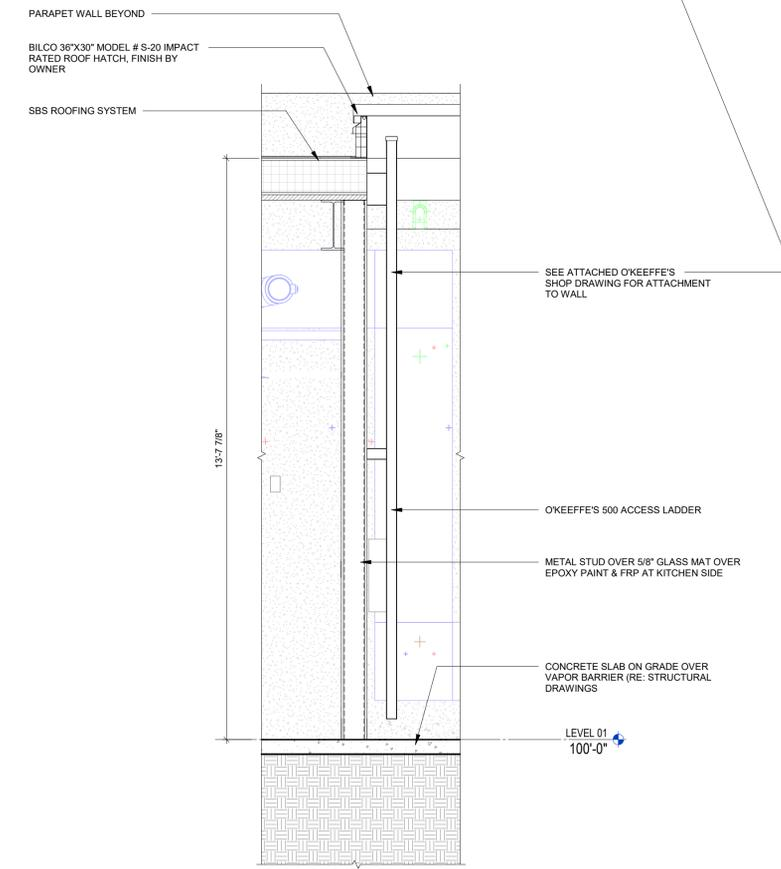 PARAPET WALL BEYOND
BILCO 36"X30" MODEL # S-20 IMPACT
RATED ROOF HATCH, FINISH BY
OWNER
SBS ROOFING SYSTEM
SEE ATTACHED O'KEEFFE'S
SHOP DRAWING FOR ATTACHMENT
TO WALL
13'-7 7/8"
O'KEEFFE'S 500 ACCESS LADDER
METAL STUD OVER 5/8" GLASS MAT OVER
EPOXY PAINT & FRP AT KITCHEN SIDE
CONCRETE SLAB ON GRADE OVER
VAPOR BARRIER (RE: STRUCTURAL
DRAWINGS
LEVEL 01
100'-0"